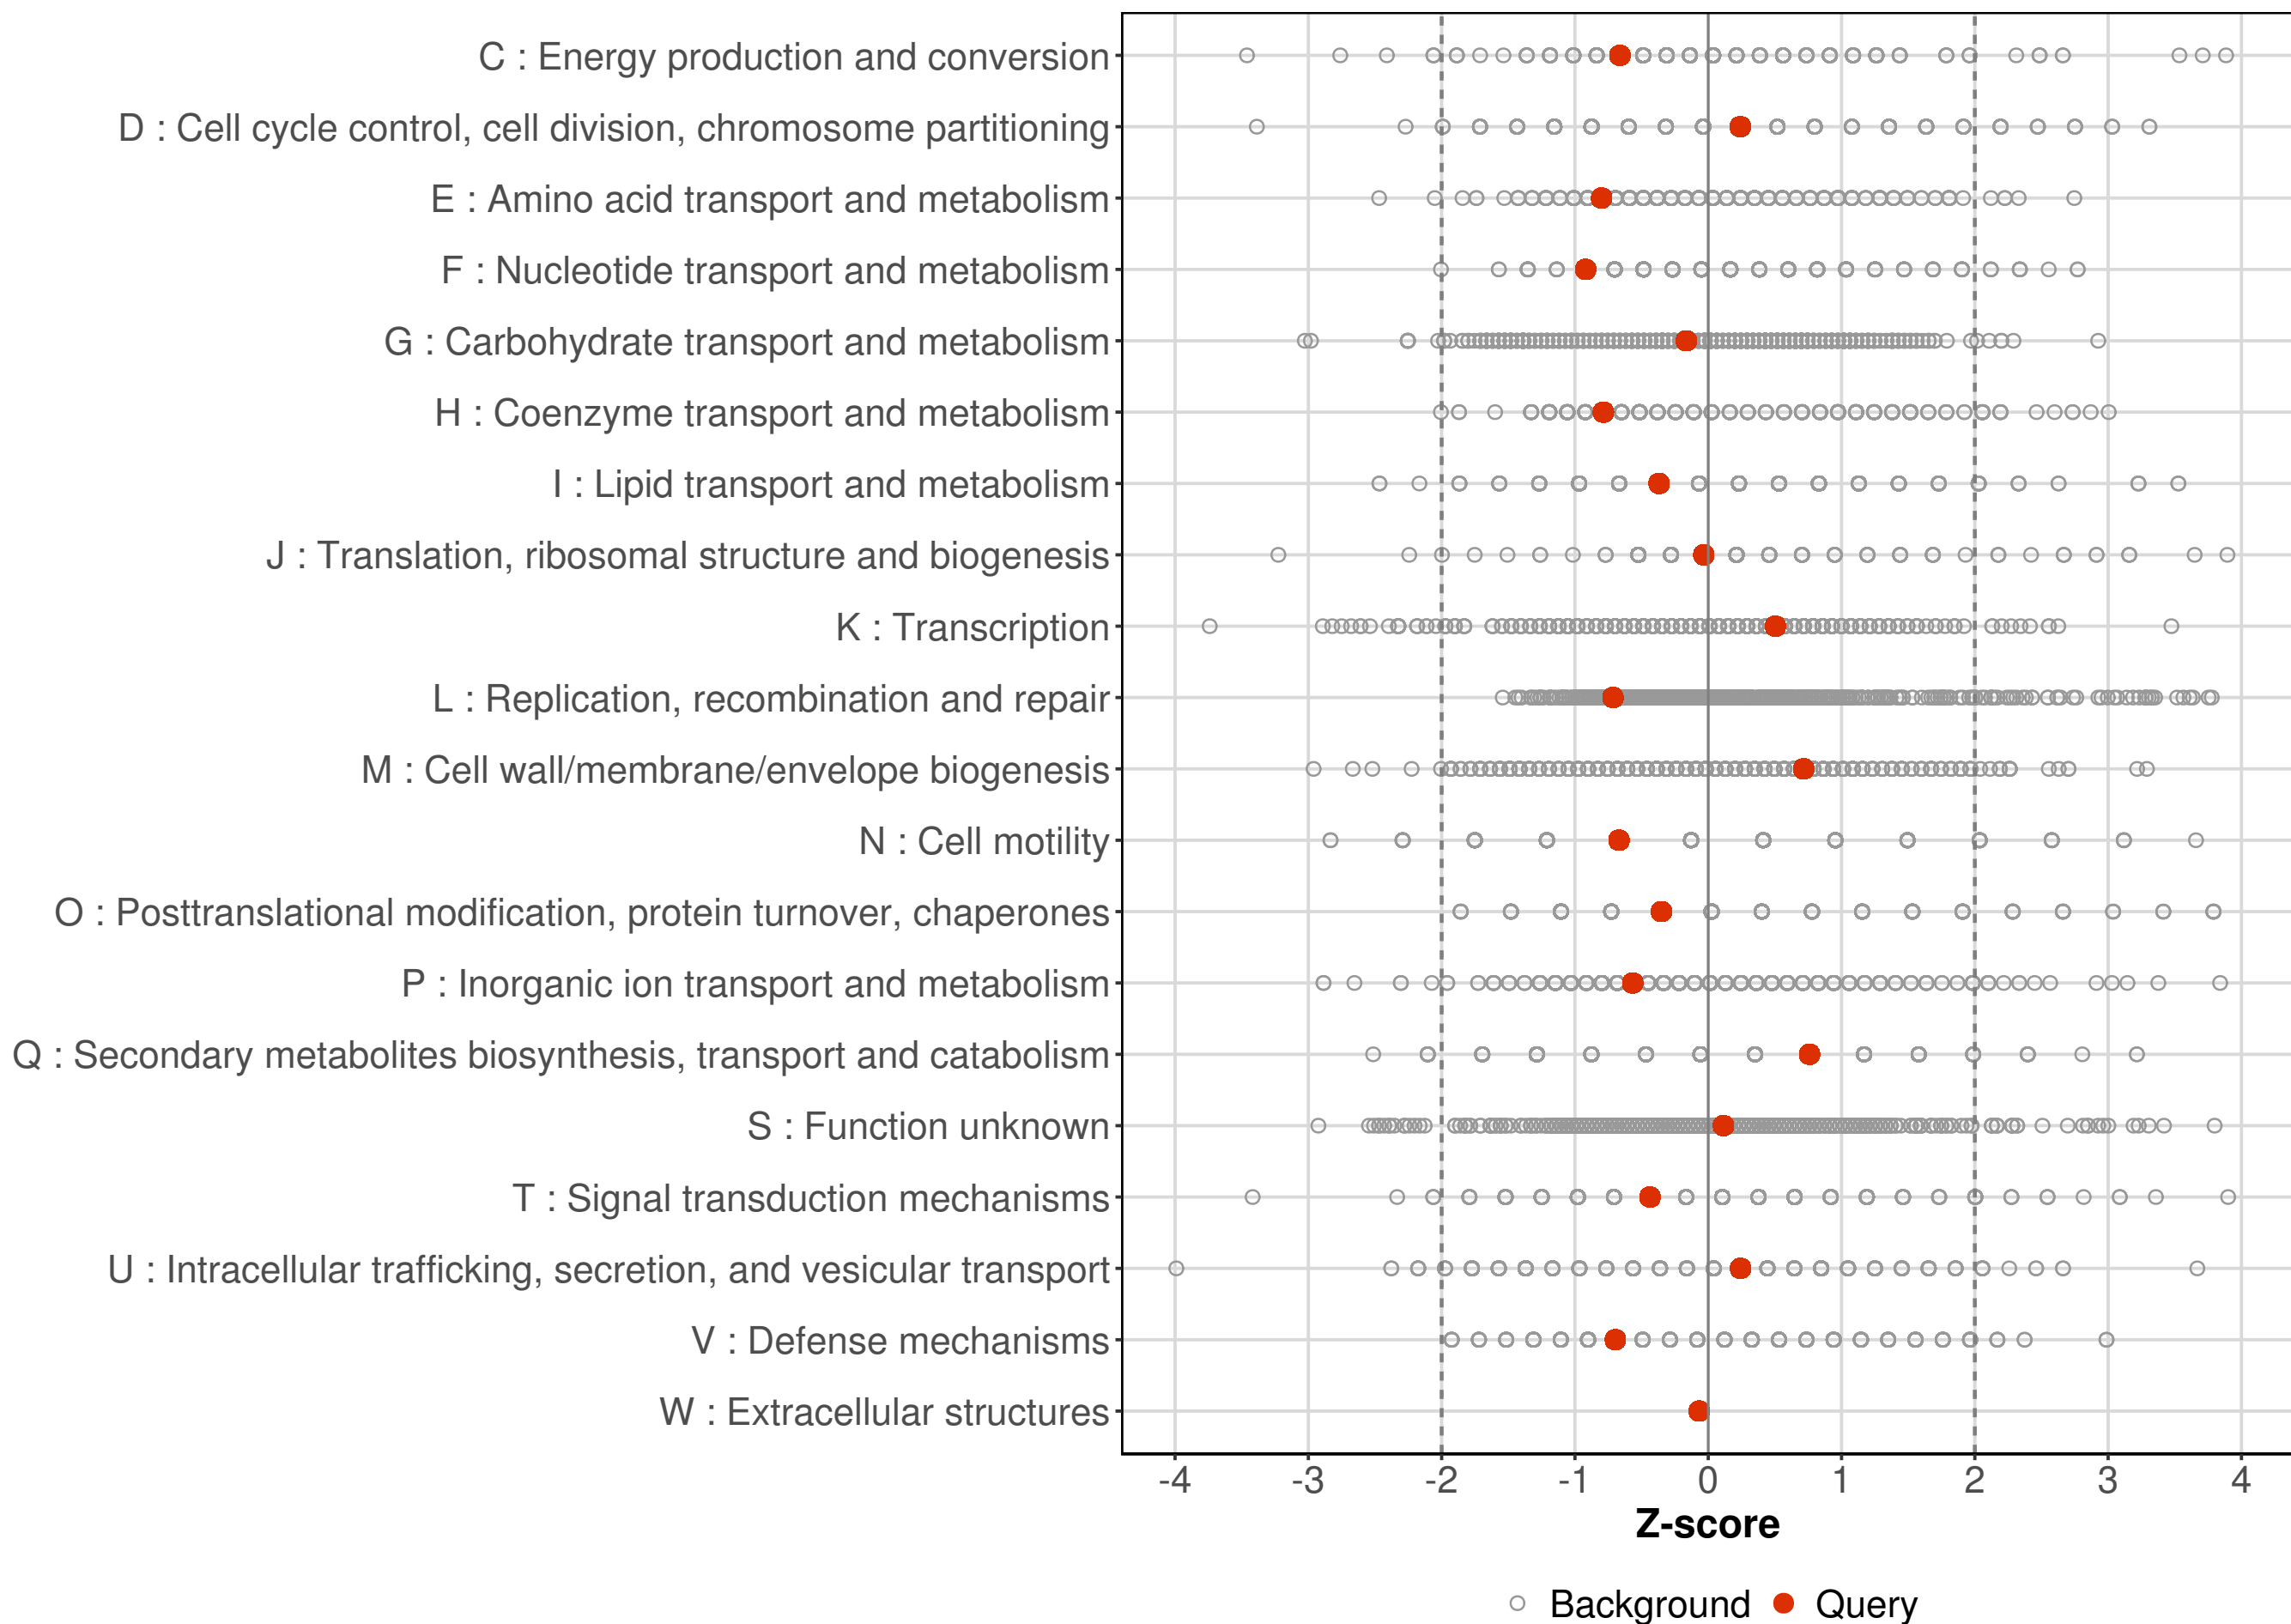 C : Energy production and conversion
D : Cell cycle control, cell division, chromosome partitioning
E : Amino acid transport and metabolism
F : Nucleotide transport and metabolism
G : Carbohydrate transport and metabolism
H : Coenzyme transport and metabolism
I : Lipid transport and metabolism
J : Translation, ribosomal structure and biogenesis
K : Transcription
L : Replication, recombination and repair
M : Cell wall/membrane/envelope biogenesis
N : Cell motility
O : Posttranslational modification, protein turnover, chaperones
P : Inorganic ion transport and metabolism
Q : Secondary metabolites biosynthesis, transport and catabolism
S : Function unknown
T : Signal transduction mechanisms
U : Intracellular trafficking, secretion, and vesicular transport
V : Defense mechanisms
W : Extracellular structures
-4 -3 -2 -1 0 1 2 3 4
Z-score
Background Query